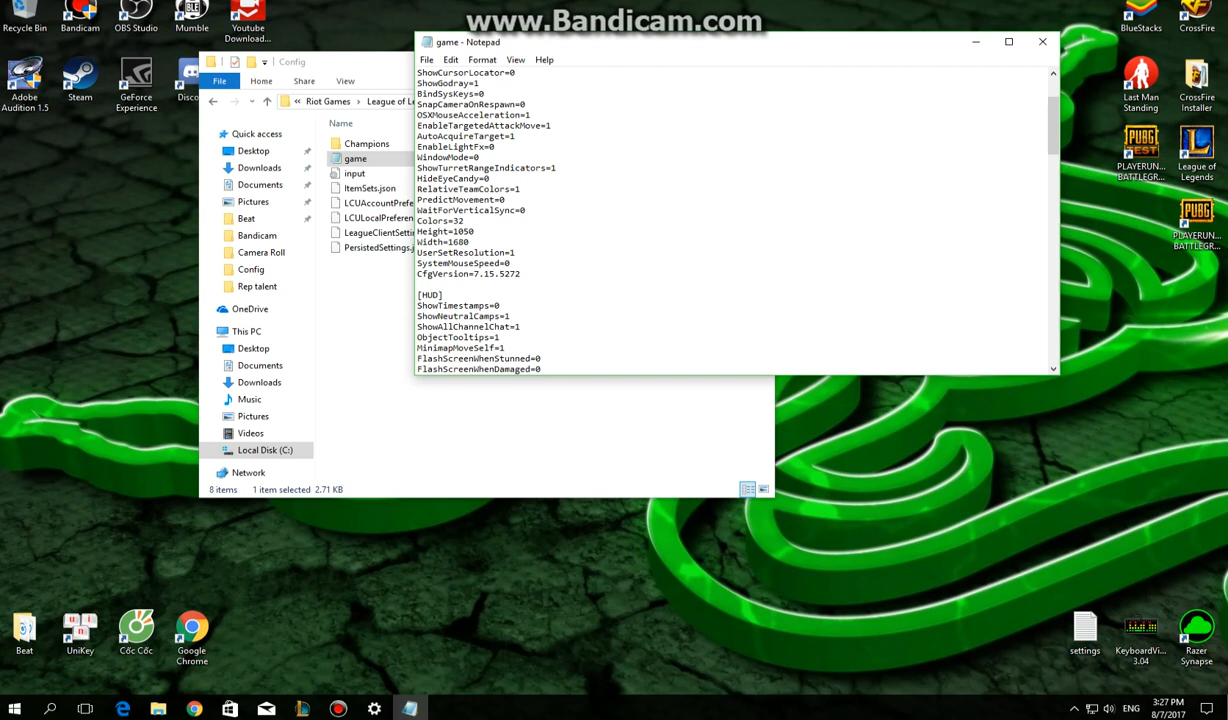 www.Bandicam.com
Recycle Bin
Bandicam
OBS Studio
Mumble
Youtube
Download...
BlueStacks
CrossFire
Adobe
Audition 1.5
Steam
GeForce
Experience
Last Man
Standing
CrossFire
Installer
PLAYERUN...
BATTLEGR...
League of
Legends
PLAYERUN...
BATTLEGR...
Config
File
Home
Share
View
Riot Games
Name
Quick access
Desktop
Downloads
Documents
Pictures
Beat
Bandicam
Camera Roll
Config
Rep talent
OneDrive
This PC
Desktop
Documents
Downloads
Music
Pictures
Videos
Local Disk (C:)
Network
Champions
game
input
ItemSets.json
8 items
1 item selected 2.71 KB
game - Notepad
File
Edit
Format
View
Help
ShowCursorLocator=0
ShowGodray=1
BindSysKeys=0
SnapCameraOnRespawn=0
OSXMouseAcceleration=1
EnableTargetedAttackMove=1
AutoAcquireTarget=1
EnableLightFx=0
WindowMode=0
ShowTurretRangeIndicators=1
HideEyeCandy=0
RelativeTeamColors=1
PredictMovement=0
WaitForVerticalSync=0
Colors=32
Height=1050
Width=1680
UserSetResolution=1
SystemMouseSpeed=0
CfgVersion=7.15.5272
[HUD]
ShowTimestamps=0
ShowNeutralCamps=1
ShowAllChannelChat=1
ObjectTooltips=1
MinimapMoveSelf=1
FlashScreenWhenStunned=0
FlashScreenWhenDamaged=0
Beat
UniKey
Cốc Cốc
Google
Chrome
settings
KeyboardVi...
3.04
Razer
Synapse
ENG
3:27 PM
8/7/2017